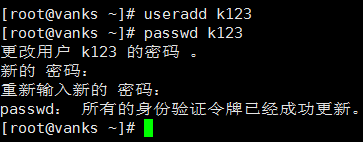 [root@vanks ~]# useradd k123
[root@vanks ~]# passwd k123
更改用户 k123 的密码 。
新的 密码：
重新输入新的 密码：
passwd： 所有的身份验证令牌已经成功更新。
[root@vanks ~]#